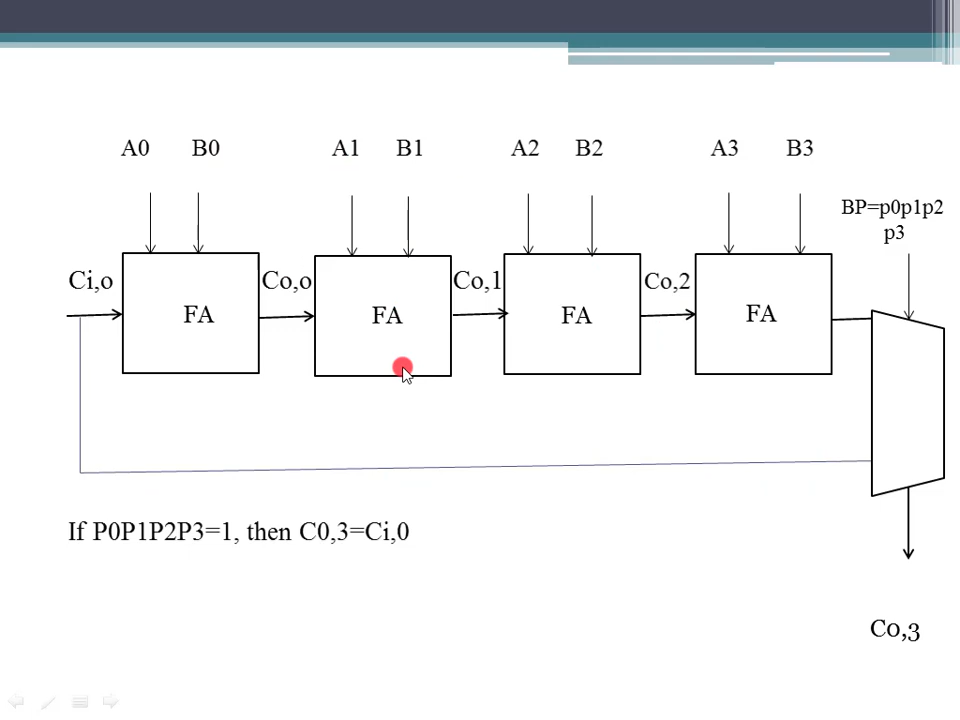 A0 B0 A1 B1 A2 B2 A3 B3
BP=p0p1p2
p3
Ci,o Co,o Co,1 Co,2
FA FA FA FA
If P0P1P2P3=1, then C0,3=Ci,0
Co,3